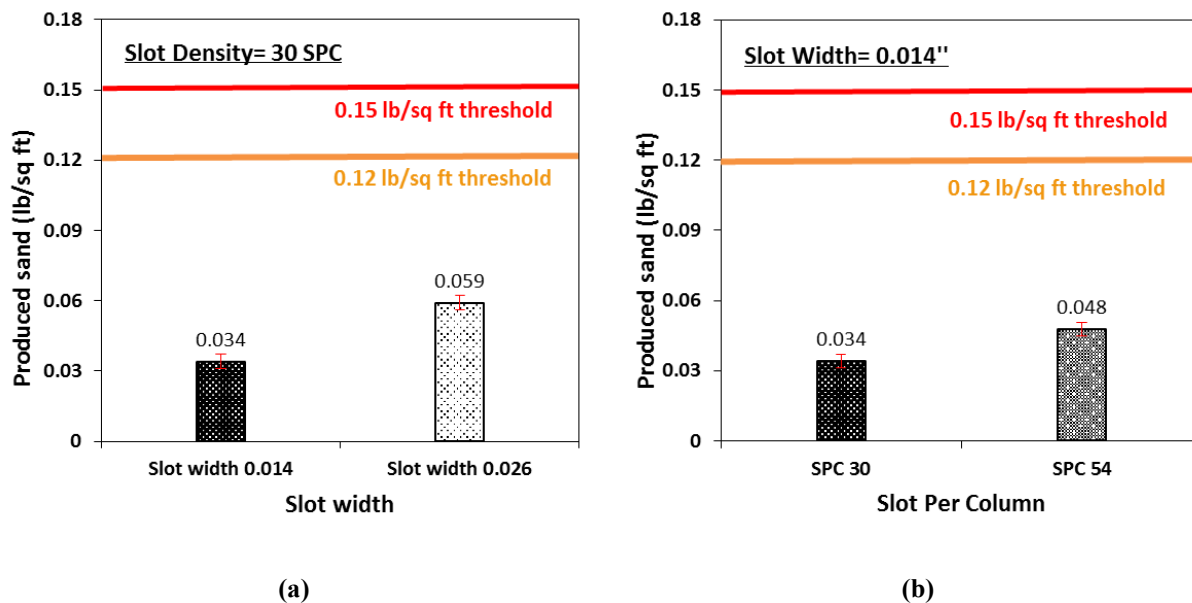 Slot Density= 30 SPC
Produced sand (lb/sq ft)
0.18
0.15
0.12
0.09
0.06
0.03
0
0.15 lb/sq ft threshold
0.12 lb/sq ft threshold
0.034
0.059
Slot width 0.014
Slot width 0.026
Slot width
(a)
Slot Width= 0.014''
Produced sand (lb/sq ft)
0.18
0.15
0.12
0.09
0.06
0.03
0
0.15 lb/sq ft threshold
0.12 lb/sq ft threshold
0.034
0.048
SPC 30
SPC 54
Slot Per Column
(b)